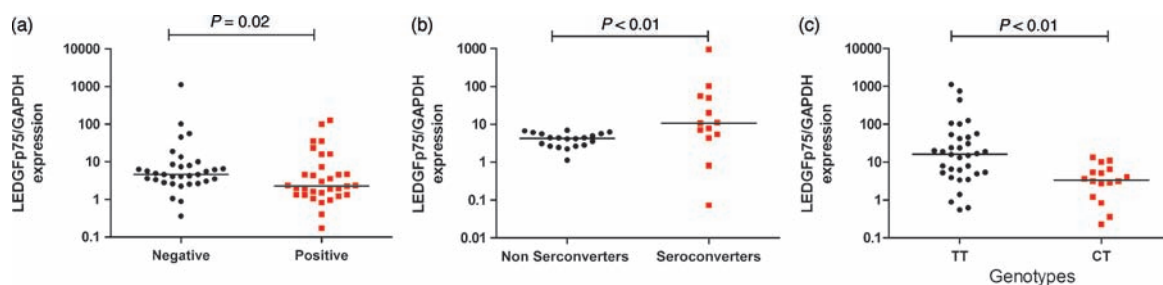 (a)
P = 0.02
LEDGFp75/GAPDH
expression
10000
1000
100
10
1
0.1
Negative
Positive
(b)
P < 0.01
LEDGFp75/GAPDH
expression
1000
100
10
1
0.1
0.01
Non Serconverters
Seroconverters
(c)
P < 0.01
LEDGFp75/GAPDH
expression
10000
1000
100
10
1
0.1
TT
CT
Genotypes